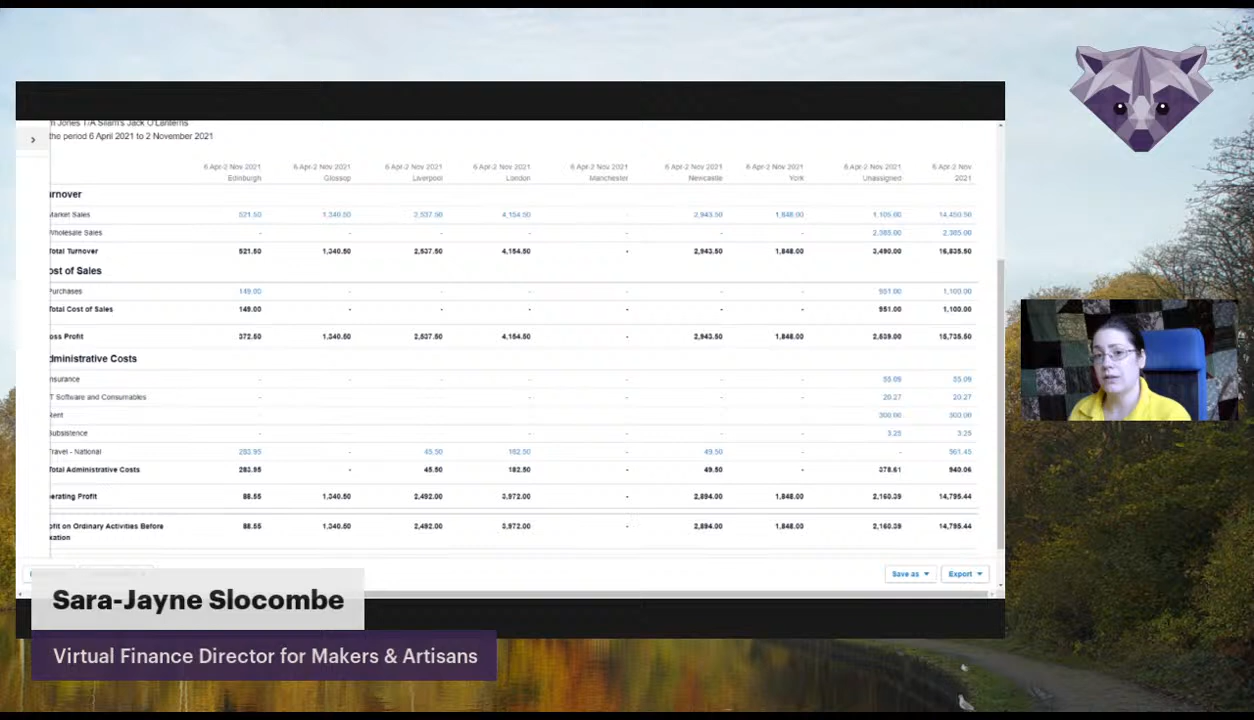 n Jones T/A Silam's Jack O'Lanterns
the period 6 April 2021 to 2 November 2021
6 Apr-2 Nov 2021 6 Apr-2 Nov 2021 6 Apr-2 Nov 2021 6 Apr-2 Nov 2021 6 Apr-2 Nov 2021 6 Apr-2 Nov 2021 6 Apr-2 Nov 2021 6 Apr-2 Nov 2021 6 Apr-2 Nov
Edinburgh Glossop Liverpool London Manchester Newcastle York Unassigned 2021
urnover
Market Sales 521.50 1,340.50 2,537.50 4,154.50 - 2,943.50 1,848.00 1,105.00 14,450.50
Wholesale Sales - - - - - - - 2,385.00 2,385.00
Total Turnover 521.50 1,340.50 2,537.50 4,154.50 - 2,943.50 1,848.00 3,490.00 16,835.50
ost of Sales
Purchases 149.00 - - - - - - 951.00 1,100.00
Total Cost of Sales 149.00 - - - - - - 951.00 1,100.00
oss Profit 372.50 1,340.50 2,537.50 4,154.50 - 2,943.50 1,848.00 2,539.00 15,735.50
dministrative Costs
nsurance - - - - - - - 55.09 55.09
T Software and Consumables - - - - - - - 20.27 20.27
Rent - - - - - - - 300.00 300.00
Subsistence - - - - - - - 3.25 3.25
Travel - National 283.95 - 45.50 182.50 - 49.50 - - 561.45
Total Administrative Costs 283.95 - 45.50 182.50 - 49.50 - 378.61 940.06
erating Profit 88.55 1,340.50 2,492.00 3,972.00 - 2,894.00 1,848.00 2,160.39 14,795.44
ofit on Ordinary Activities Before 88.55 1,340.50 2,492.00 3,972.00 - 2,894.00 1,848.00 2,160.39 14,795.44
xation
Save as Export
Sara-Jayne Slocombe
Virtual Finance Director for Makers & Artisans